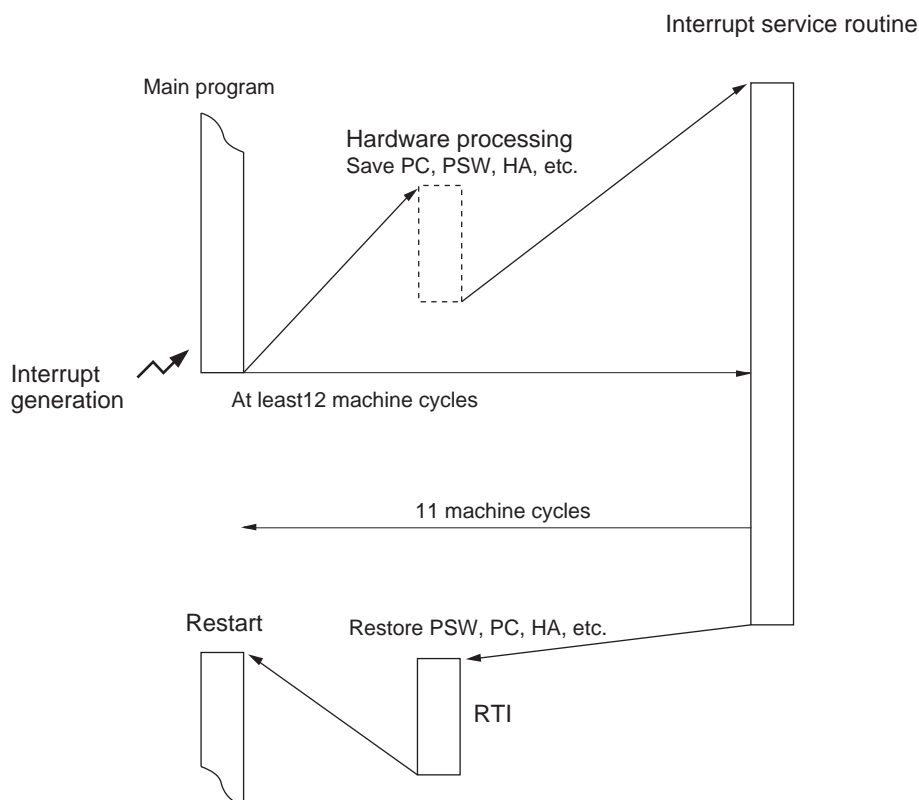 Interrupt service routine
Main program
Hardware processing
Save PC, PSW, HA, etc.
Interrupt
generation
At least12 machine cycles
11 machine cycles
Restart
Restore PSW, PC, HA, etc.
RTI